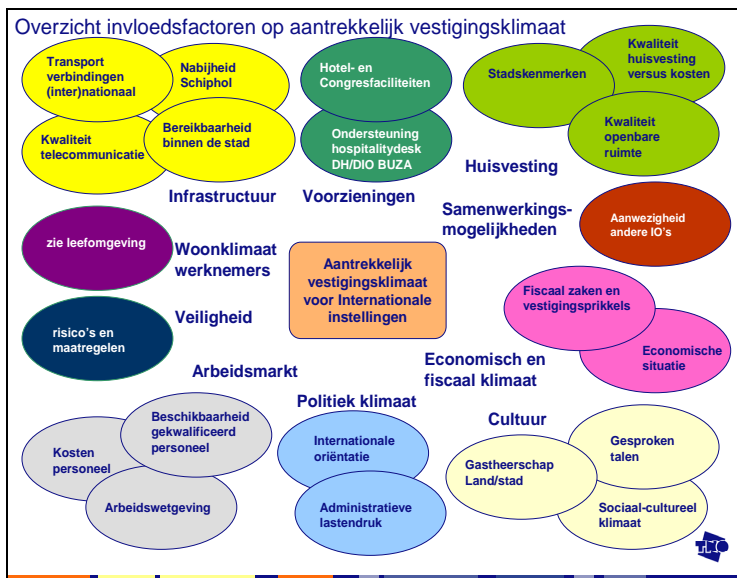 Overzicht invloedsfactoren op aantrekkelijk vestigingsklimaat
Transport
verbindingen
(inter)nationaal
Nabijheid
Schiphol
Kwaliteit
telecommunicatie
Bereikbaarheid
binnen de stad
Infrastructuur
Hotel- en
Congresfaciliteiten
Ondersteuning
hospitalitydesk
DH/DIO BUZA
Voorzieningen
Stadskenmerken
Kwaliteit
huisvesting
versus kosten
Kwaliteit
openbare
ruimte
Huisvesting
Samenwerkings-
mogelijkheden
Aanwezigheid
andere IO's
zie leefomgeving
Woonklimaat
werknemers
Aantrekkelijk
vestigingsklimaat
voor Internationale
instellingen
Fiscaal zaken en
vestigingsprikkels
Economische
situatie
Economisch en
fiscaal klimaat
risico's en
maatregelen
Veiligheid
Arbeidsmarkt
Beschikbaarheid
gekwalificeerd
personeel
Kosten
personeel
Arbeidswetgeving
Politiek klimaat
Internationale
oriëntatie
Administratieve
lastendruk
Cultuur
Gastheerschap
Land/stad
Gesproken
talen
Sociaal-cultureel
klimaat
TNO